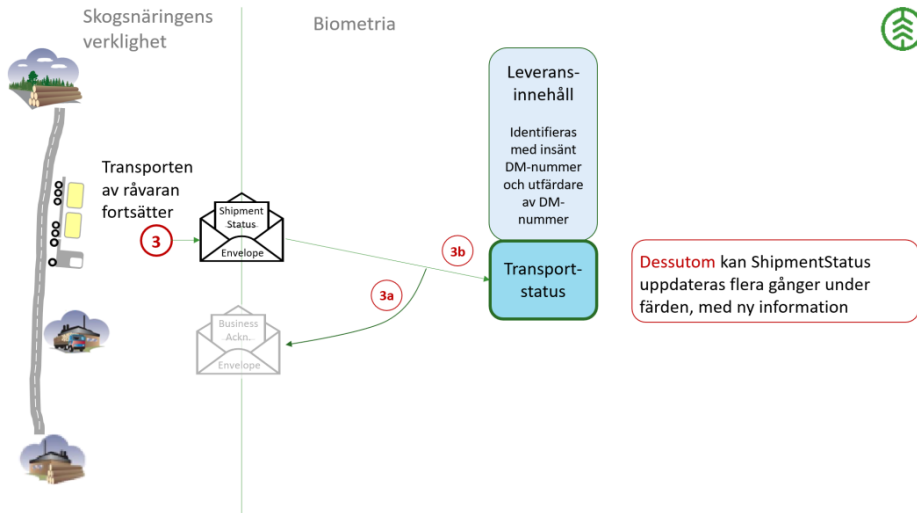 Skogsnäringens
verklighet
Biometria
Leverans-
innehåll
Identifieras
med insänt
DM-nummer
och utfärdare
av DM-
nummer
Transporten
av råvaran
fortsätter
3
Shipment
Status
Envelope
3b
3a
Transport-
status
Dessutom kan ShipmentStatus
uppdateras flera gånger under
färden, med ny information
Business
Ackn.
Envelope